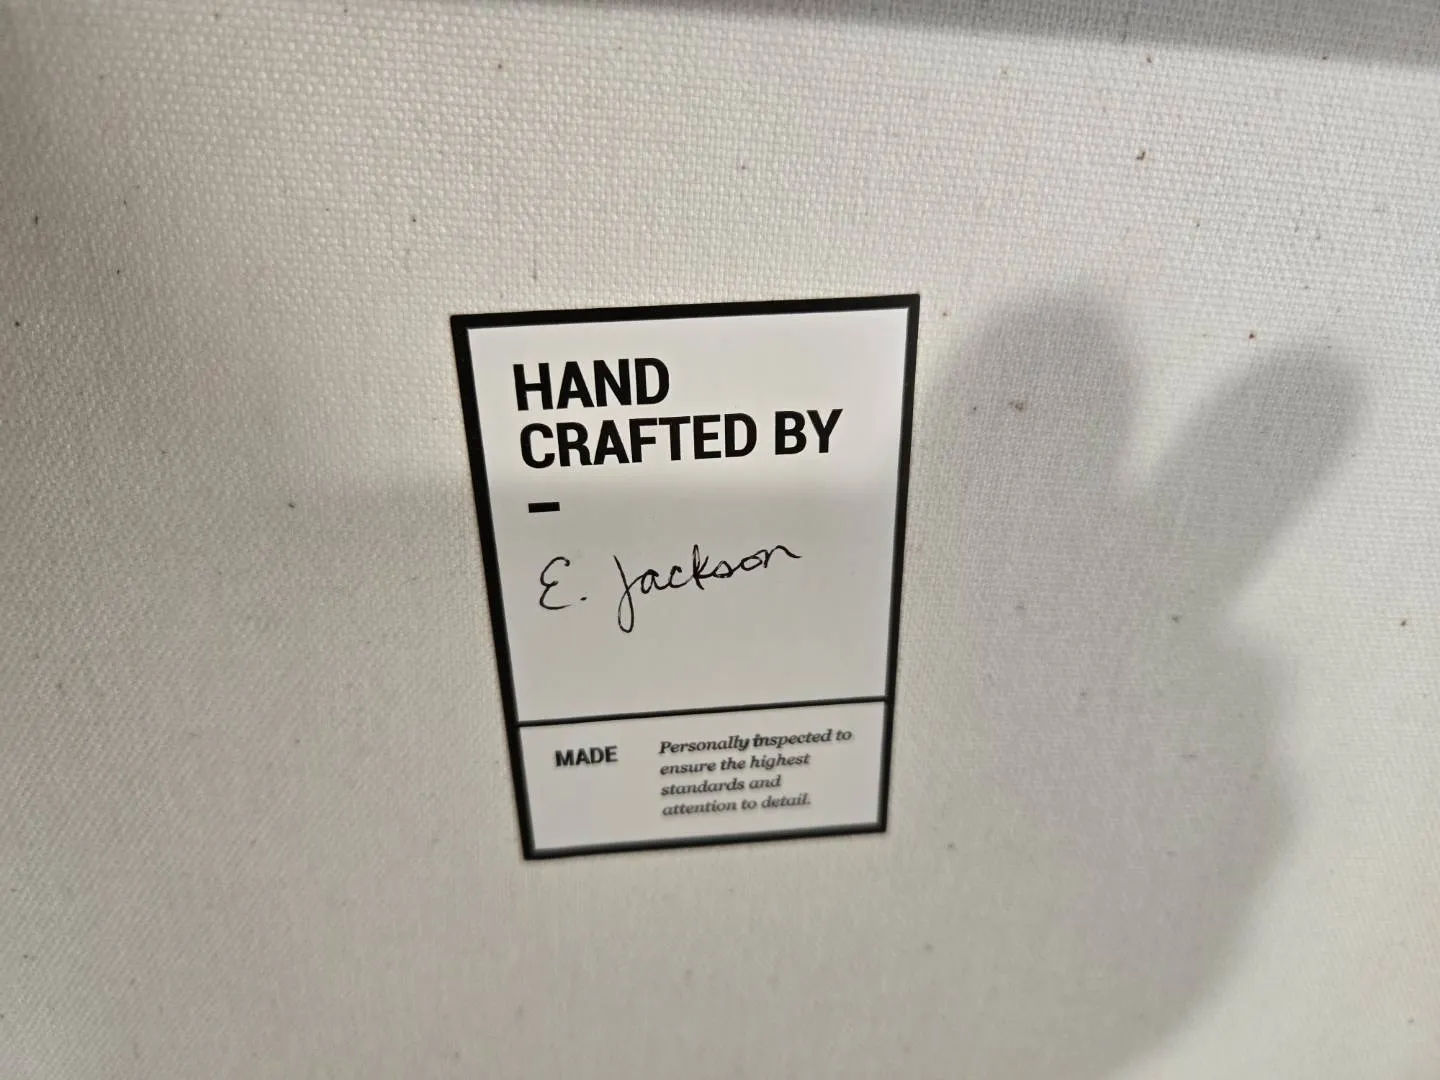 HAND
CRAFTED BY
–
E. Jackson
MADE
Personally inspected to
ensure the highest
standards and
attention to detail.